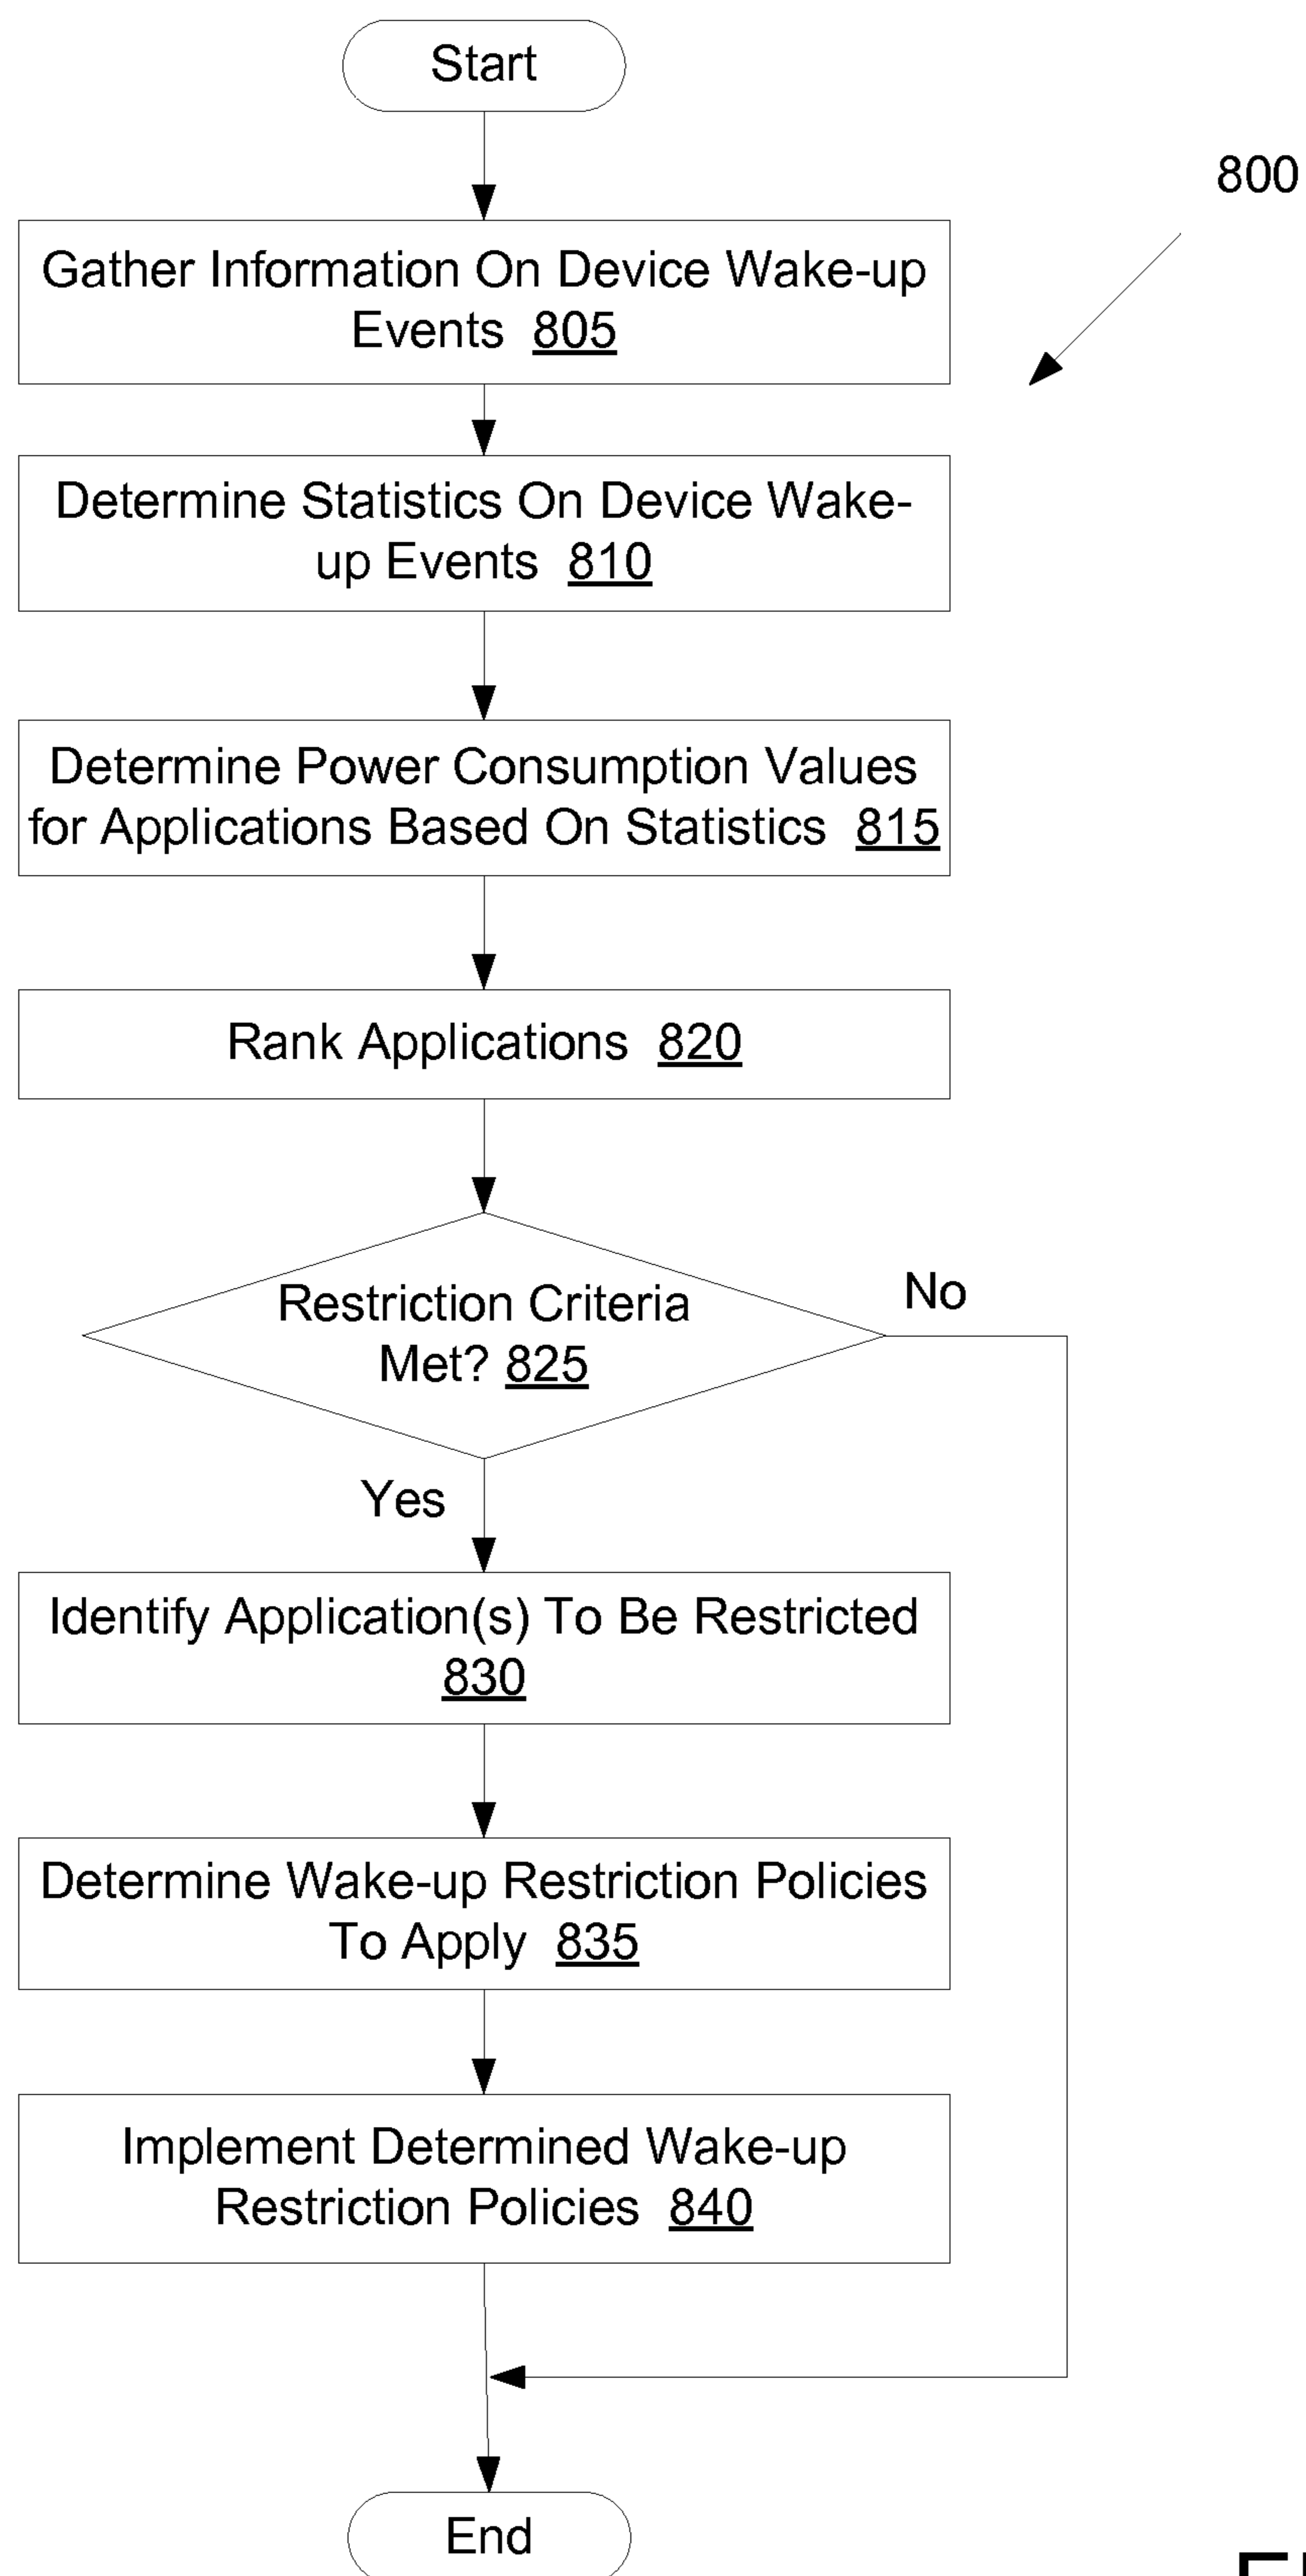 Start
800
Gather Information On Device Wake-up
Events 805
Determine Statistics On Device Wake-
up Events 810
Determine Power Consumption Values
for Applications Based On Statistics 815
Rank Applications 820
Restriction Criteria
Met? 825
No
Yes
Identify Application(s) To Be Restricted
830
Determine Wake-up Restriction Policies
To Apply 835
Implement Determined Wake-up
Restriction Policies 840
End